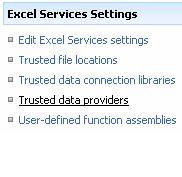 Excel Services Settings
Edit Excel Services settings
Trusted file locations
Trusted data connection libraries
Trusted data providers
User-defined function assemblies